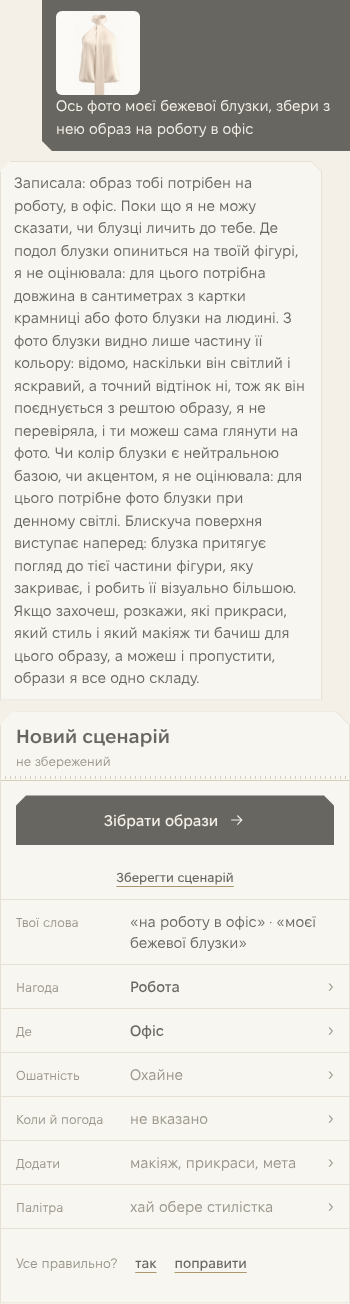 Ось фото моєї бежевої блузки, збери з
нею образ на роботу в офіс
Записала: образ тобі потрібен на
роботу, в офіс. Поки що я не можу
сказати, чи блузці личить до тебе. Де
подол блузки опиниться на твоїй фігурі,
я не оцінювала: для цього потрібна
довжина в сантиметрах з картки
крамниці або фото блузки на людині. З
фото блузки видно лише частину її
кольору: відомо, наскільки він світлий і
яскравий, а точний відтінок ні, тож як він
поєднується з рештою образу, я не
перевіряла, і ти можеш сама глянути на
фото. Чи колір блузки є нейтральною
базою, чи акцентом, я не оцінювала: для
цього потрібне фото блузки при
денному світлі. Блискуча поверхня
виступає наперед: блузка притягує
погляд до тієї частини фігури, яку
закриває, і робить її візуально більшою.
Якщо захочеш, розкажи, які прикраси,
який стиль і який макіяж ти бачиш для
цього образу, а можеш і пропустити,
образи я все одно складу.
Новий сценарій
не збережений
Зібрати образи →
Зберегти сценарій
Твої слова «на роботу в офіс» · «моєї
бежевої блузки»
Нагода Робота ›
Де Офіс ›
Ошатність Охайне ›
Коли й погода не вказано ›
Додати макіяж, прикраси, мета ›
Палітра хай обере стилістка ›
Усе правильно? так поправити